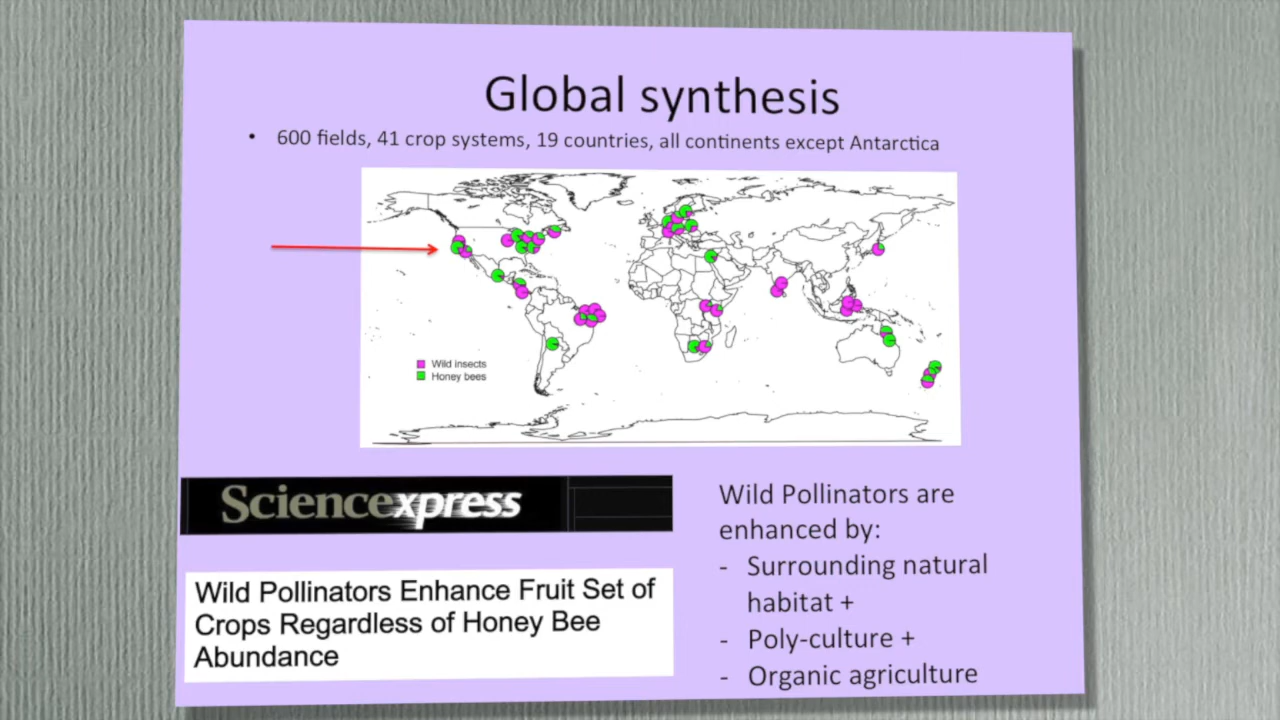 Global synthesis
• 600 fields, 41 crop systems, 19 countries, all continents except Antarctica
Wild insects
Honey bees
Sciencexpress
Wild Pollinators Enhance Fruit Set of
Crops Regardless of Honey Bee
Abundance
Wild Pollinators are
enhanced by:
- Surrounding natural
habitat +
- Poly-culture +
- Organic agriculture